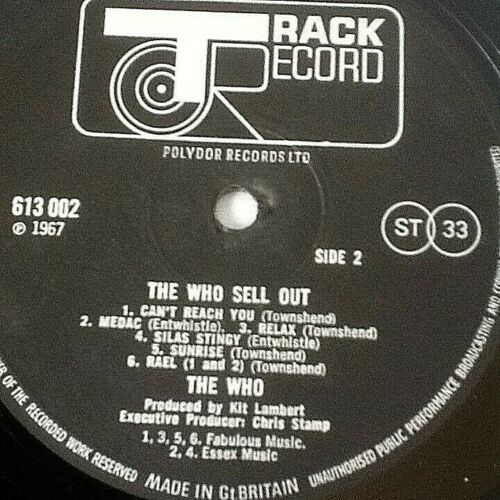 TRACK
RECORD
POLYDOR RECORDS LTD
613 002
℗ 1967
ST 33
SIDE 2
THE WHO SELL OUT
1. CAN'T REACH YOU (Townshend)
2. MEDAC (Entwhistle). 3. RELAX (Townshend)
4. SILAS STINGY (Entwhistle)
5. SUNRISE (Townshend)
6. RAEL (1 and 2) (Townshend)
THE WHO
Produced by Kit Lambert
Executive Producer: Chris Stamp
1, 3, 5, 6. Fabulous Music.
2, 4. Essex Music
ER OF THE RECORDED WORK RESERVED MADE IN Gt BRITAIN UNAUTHORISED PUBLIC PERFORMANCE BROADCASTING AND